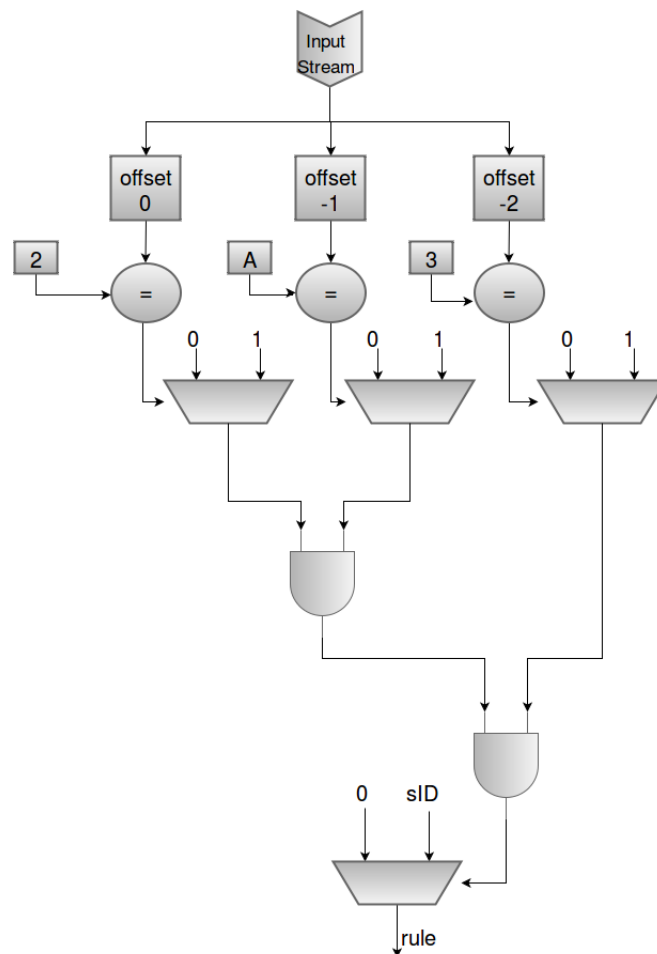 Input
Stream
offset
0
offset
-1
offset
-2
2
A
3
=
=
=
0
1
0
1
0
1
0
sID
rule